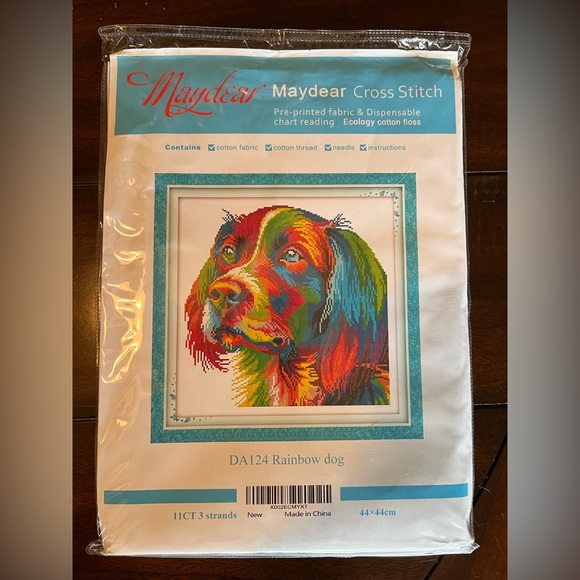 Maydear
Maydear Cross Stitch
Pre-printed fabric & Dispensable
chart reading Ecology cotton floss
Contains cotton fabric cotton thread needle instructions
DA124 Rainbow dog
X002ECMYXT
11CT 3 strands New Made in China 44×44cm